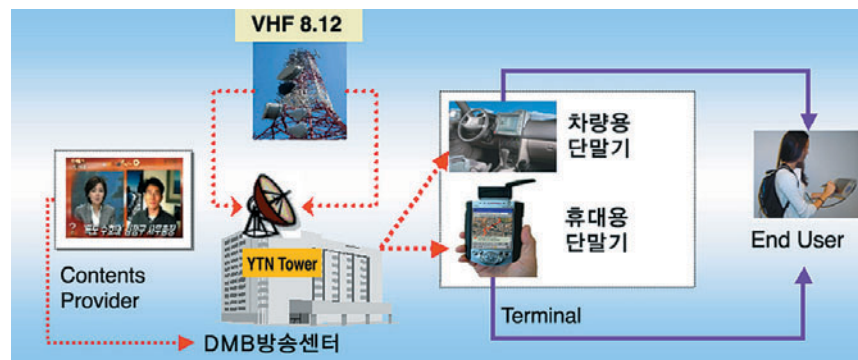 VHF 8.12
차량용
단말기
휴대용
단말기
End User
YTN Tower
Contents
Provider
Terminal
DMB방송센터